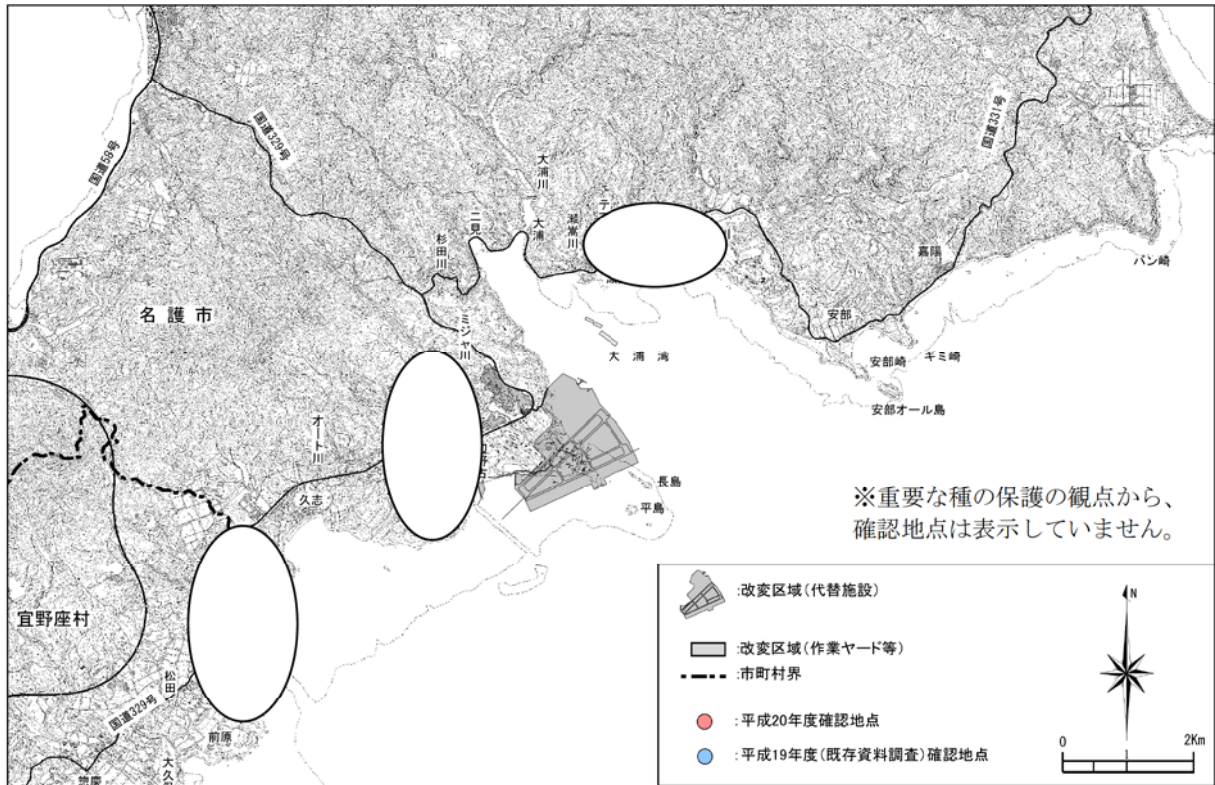 国道58号
国道329号
国道331号
大浦川
二見
杉田川
大浦
瀬嵩川
テ
川
嘉陽
バン崎
名護市
ミジャ川
大浦湾
安部
安部崎
ギミ崎
安部オール島
オート川
久志
長島
平島
※重要な種の保護の観点から、
確認地点は表示していません。
宜野座村
松田
国道329号
前原
惣慶
:改変区域(代替施設)
:改変区域(作業ヤード等)
:市町村界
:平成20年度確認地点
:平成19年度(既存資料調査)確認地点
N
0 2Km